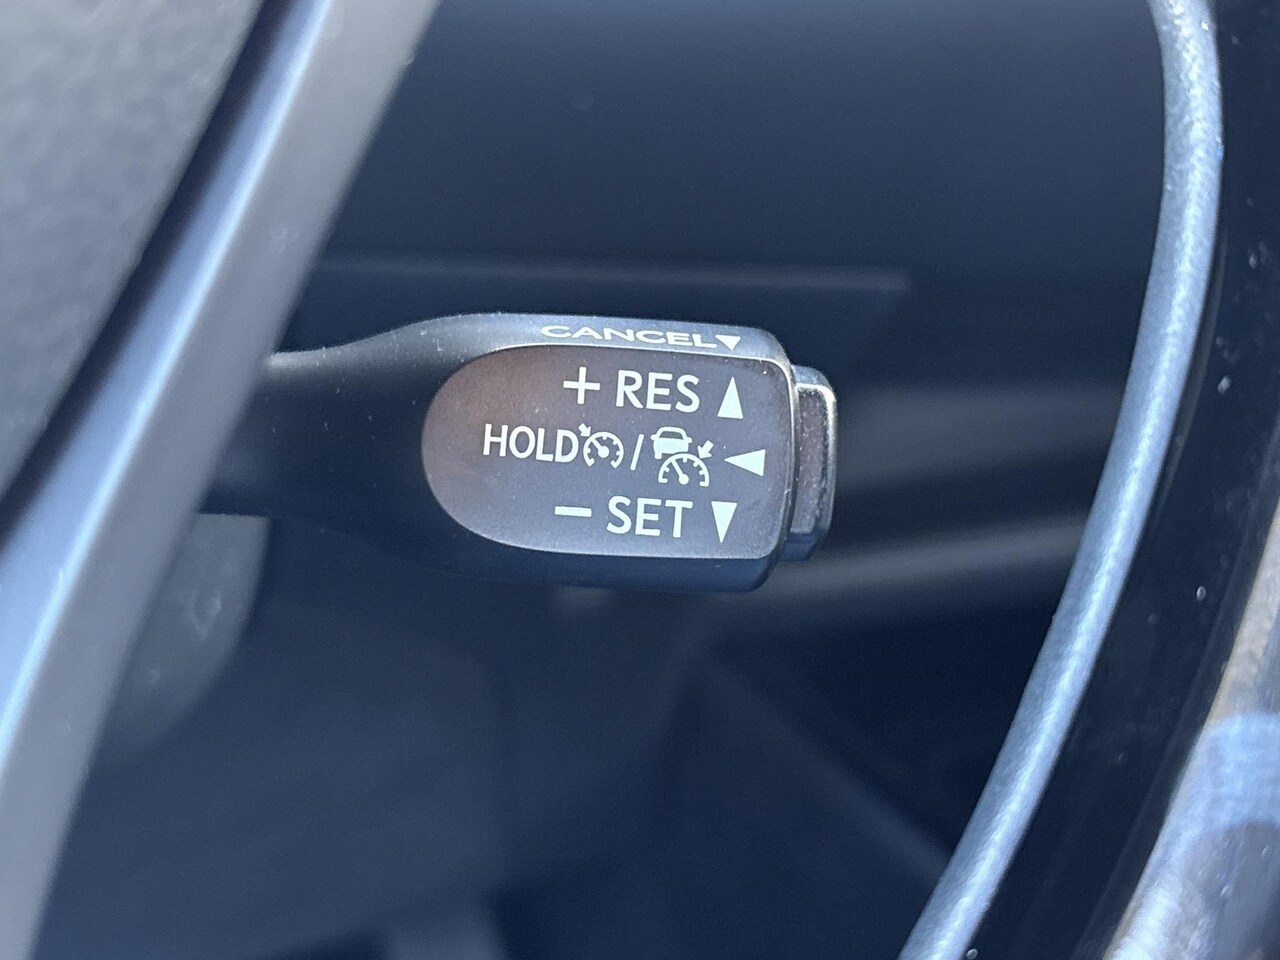 CANCEL▼
+ RES ▲
HOLD / ◀
− SET ▼